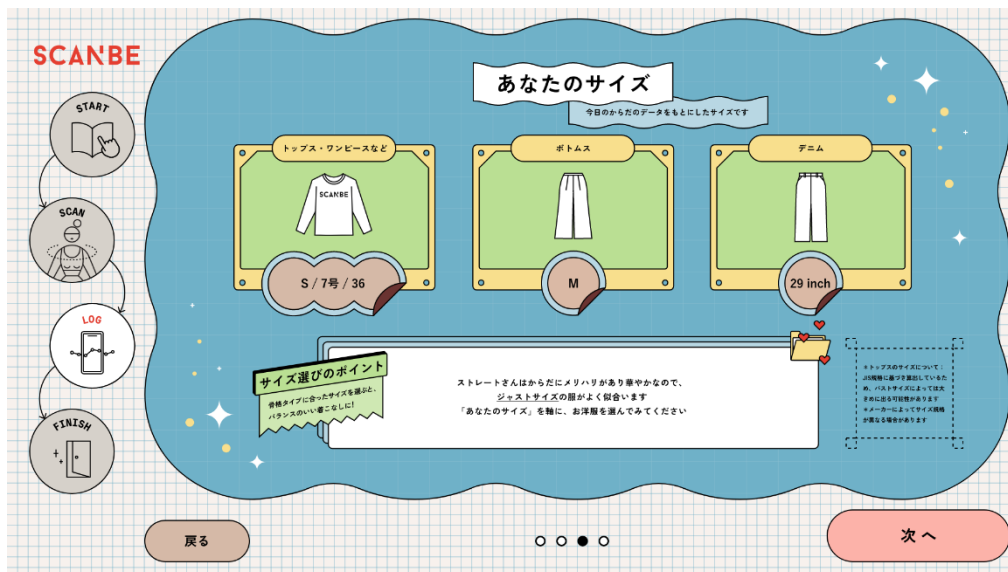 SCANBE
START
SCAN
LOG
FINISH
あなたのサイズ
今日のからだのデータをもとにしたサイズです
トップス・ワンピースなど
SCANBE
S / 7号 / 36
ボトムス
M
デニム
29 inch
サイズ選びのポイント
骨格タイプに合ったサイズを選ぶと、
バランスのいい着こなしに!
ストレートさんはからだにメリハリがあり華やかなので、
ジャストサイズの服がよく似合います
「あなたのサイズ」を軸に、お洋服を選んでみてください
※トップスのサイズについて：
JIS規格に基づき算出しているた
め、バストサイズによっては大
きめに出る可能性があります
※メーカーによってサイズ規格
が異なる場合があります
戻る
次へ